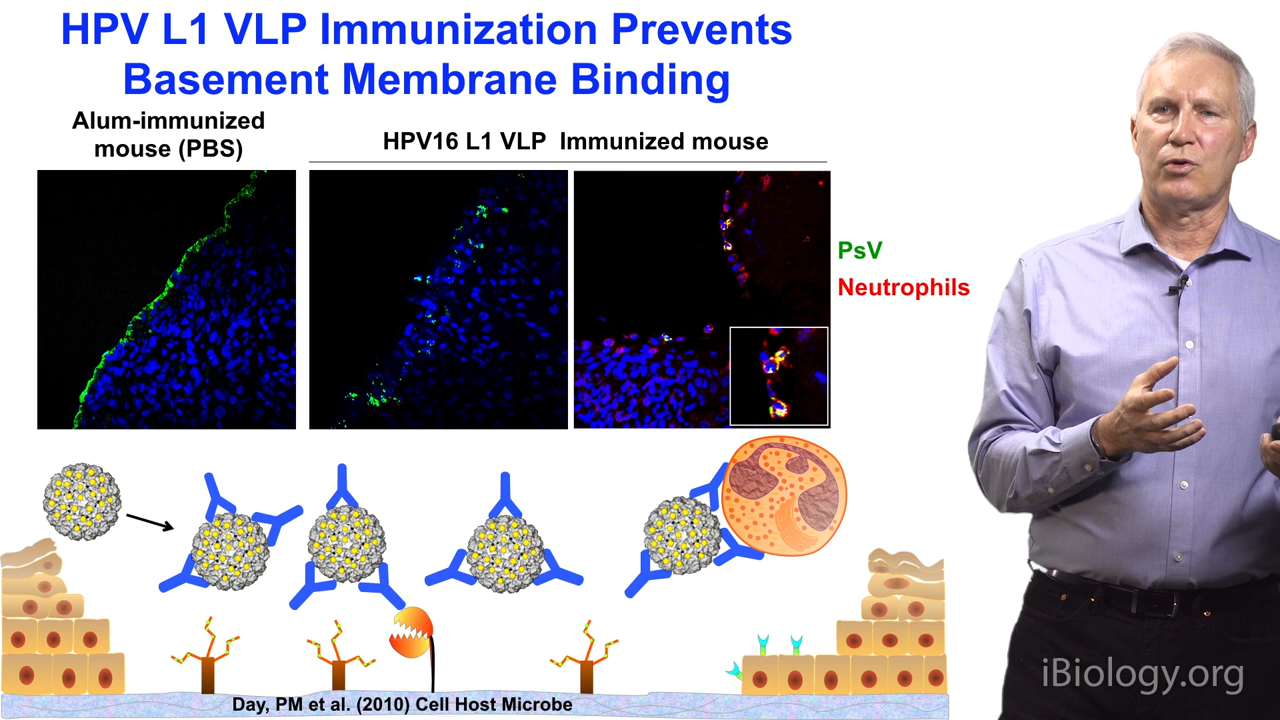 HPV L1 VLP Immunization Prevents
Basement Membrane Binding
Alum-immunized
mouse (PBS)
HPV16 L1 VLP Immunized mouse
PsV
Neutrophils
Day, PM et al. (2010) Cell Host Microbe
iBiology.org